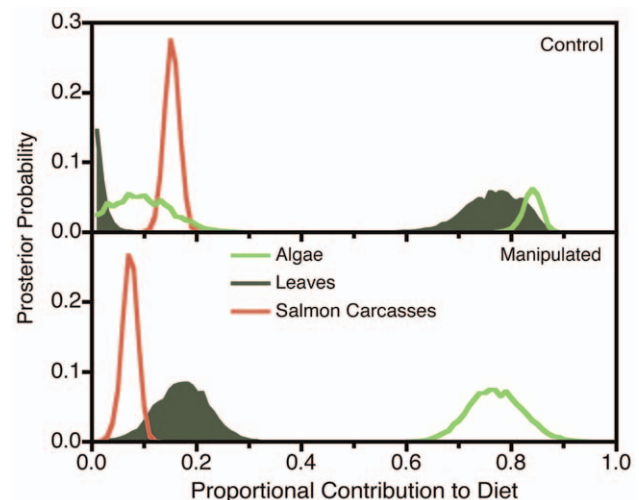 0.3
Control
0.2
0.1
0.0
Prosterior Probability
Algae
Manipulated
Leaves
Salmon Carcasses
0.2
0.1
0.0
0.0 0.2 0.4 0.6 0.8 1.0
Proportional Contribution to Diet